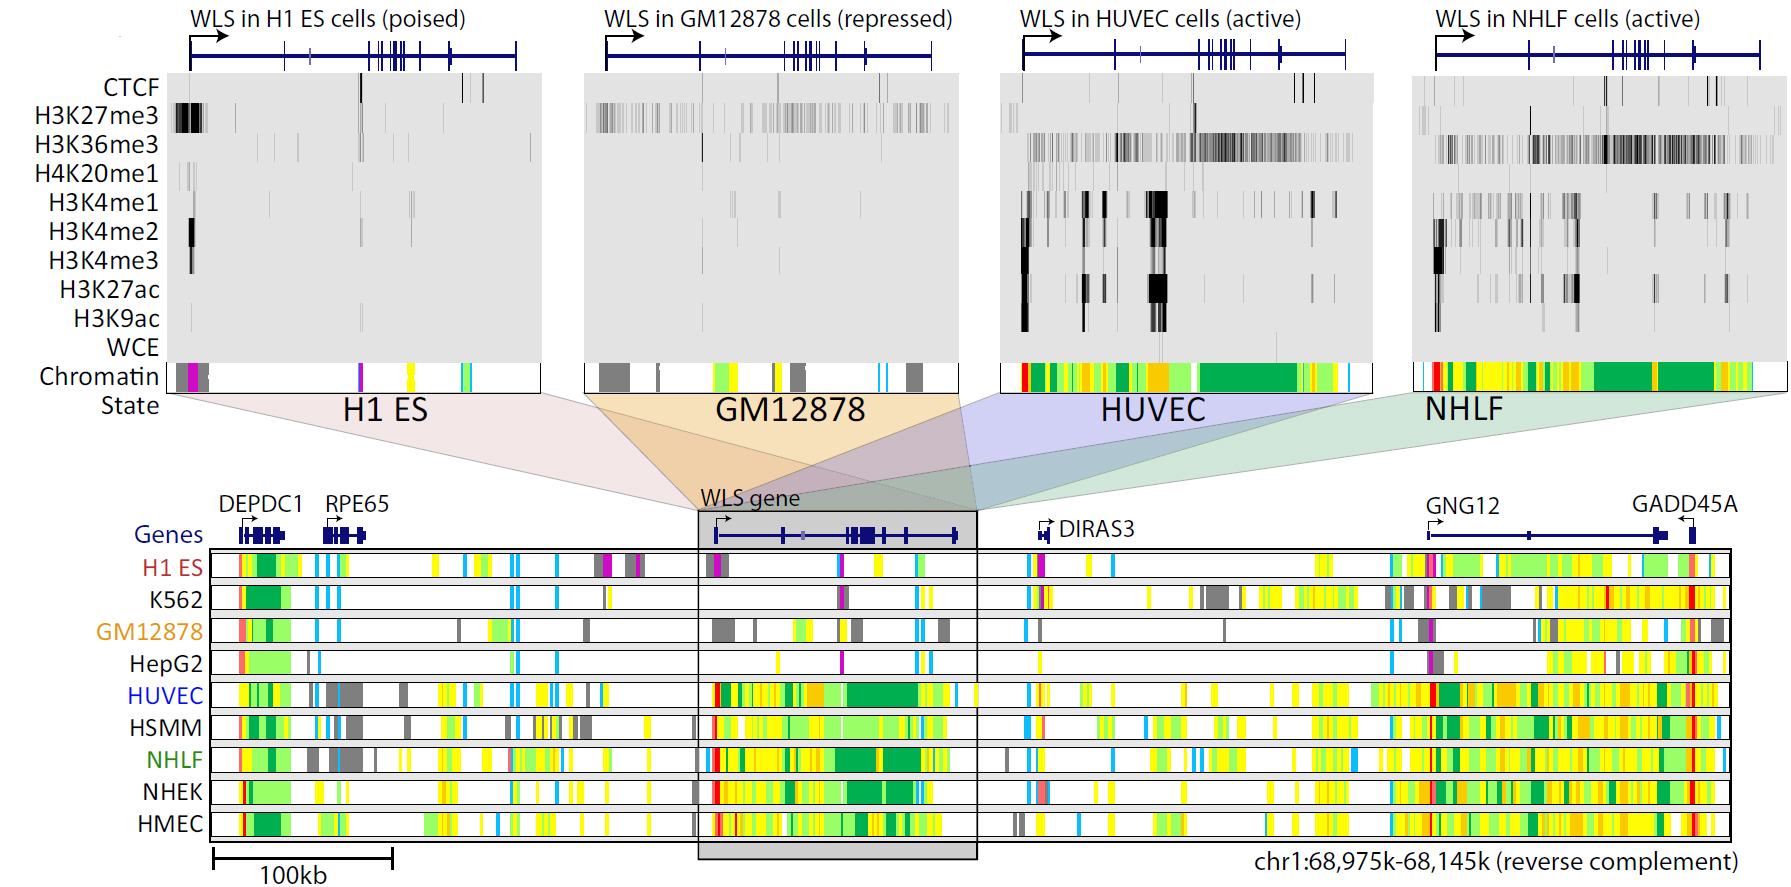 WLS in H1 ES cells (poised)
WLS in GM12878 cells (repressed)
WLS in HUVEC cells (active)
WLS in NHLF cells (active)
CTCF
H3K27me3
H3K36me3
H4K20me1
H3K4me1
H3K4me2
H3K4me3
H3K27ac
H3K9ac
WCE
Chromatin
State
H1 ES
GM12878
HUVEC
NHLF
DEPDC1
RPE65
WLS gene
DIRAS3
GNG12
GADD45A
Genes
H1 ES
K562
GM12878
HepG2
HUVEC
HSMM
NHLF
NHEK
HMEC
100kb
chr1:68,975k-68,145k (reverse complement)